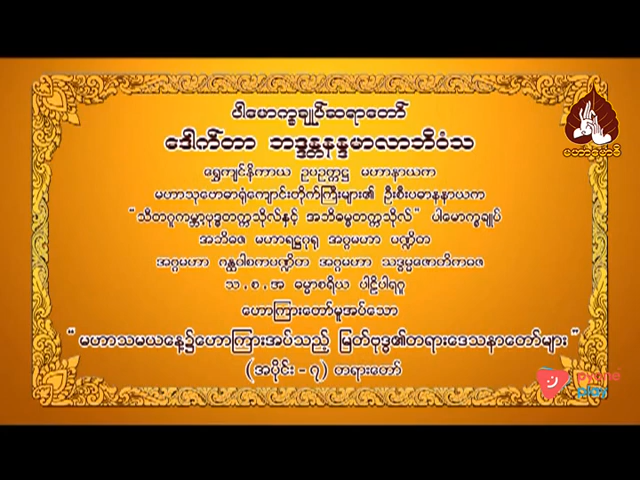 ပါမောက္ခချုပ်ဆရာတော်
ဒေါက်တာ ဘဒ္ဒန္တနန္ဒမာလာဘိဝံသ
ရွှေကျင်နိကာယ ဥပဥက္ကဋ္ဌ မဟာနာယက
မဟာသုဗောဓာရုံကျောင်းတိုက်ကြီးများ၏ ဦးစီးပဓာနနာယက
“သီတဂူကမ္ဘာ့ဗုဒ္ဓတက္ကသိုလ်နှင့် အဘိဓမ္မတက္ကသိုလ်” ပါမောက္ခချုပ်
အဘိဓဇ မဟာရဋ္ဌဂုရု အဂ္ဂမဟာ ပဏ္ဍိတ
အဂ္ဂမဟာ ဂန္ထဝါစကပဏ္ဍိတ အဂ္ဂမဟာ သဒ္ဓမ္မဇောတိကဓဇ
သ.စ.အ ဓမ္မာစရိယ ပါဠိပါရဂူ
ဟောကြားတော်မူအပ်သော
“ မဟာသမယနေ့၌ဟောကြားအပ်သည့် မြတ်ဗုဒ္ဓ၏တရားဒေသနာတော်များ ”
(အပိုင်း - ၇) တရားတော်
မဟာဗောဓိ
pyone
play